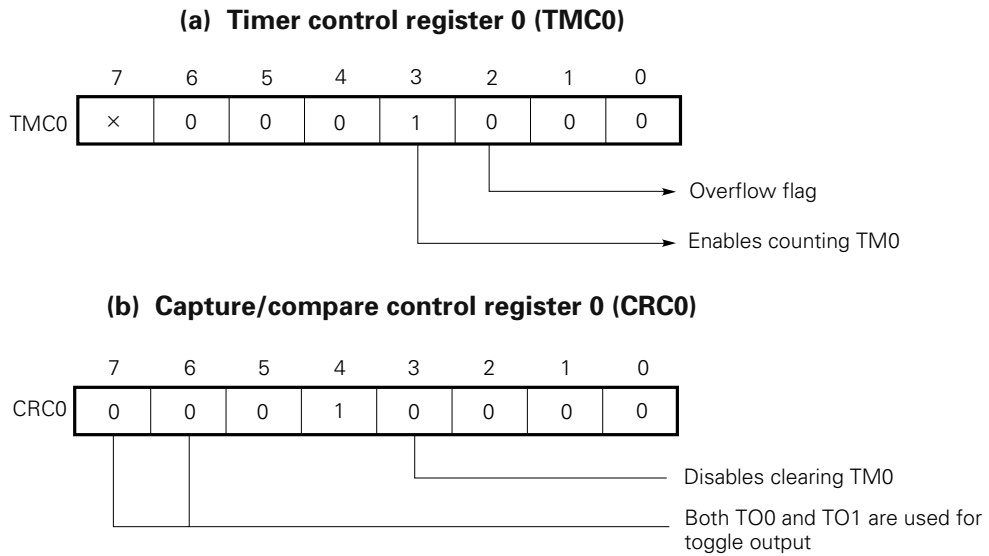 (a) Timer control register 0 (TMC0)
7 6 5 4 3 2 1 0
TMC0 × 0 0 0 1 0 0 0
Overflow flag
Enables counting TM0
(b) Capture/compare control register 0 (CRC0)
7 6 5 4 3 2 1 0
CRC0 0 0 0 1 0 0 0 0
Disables clearing TM0
Both TO0 and TO1 are used for
toggle output